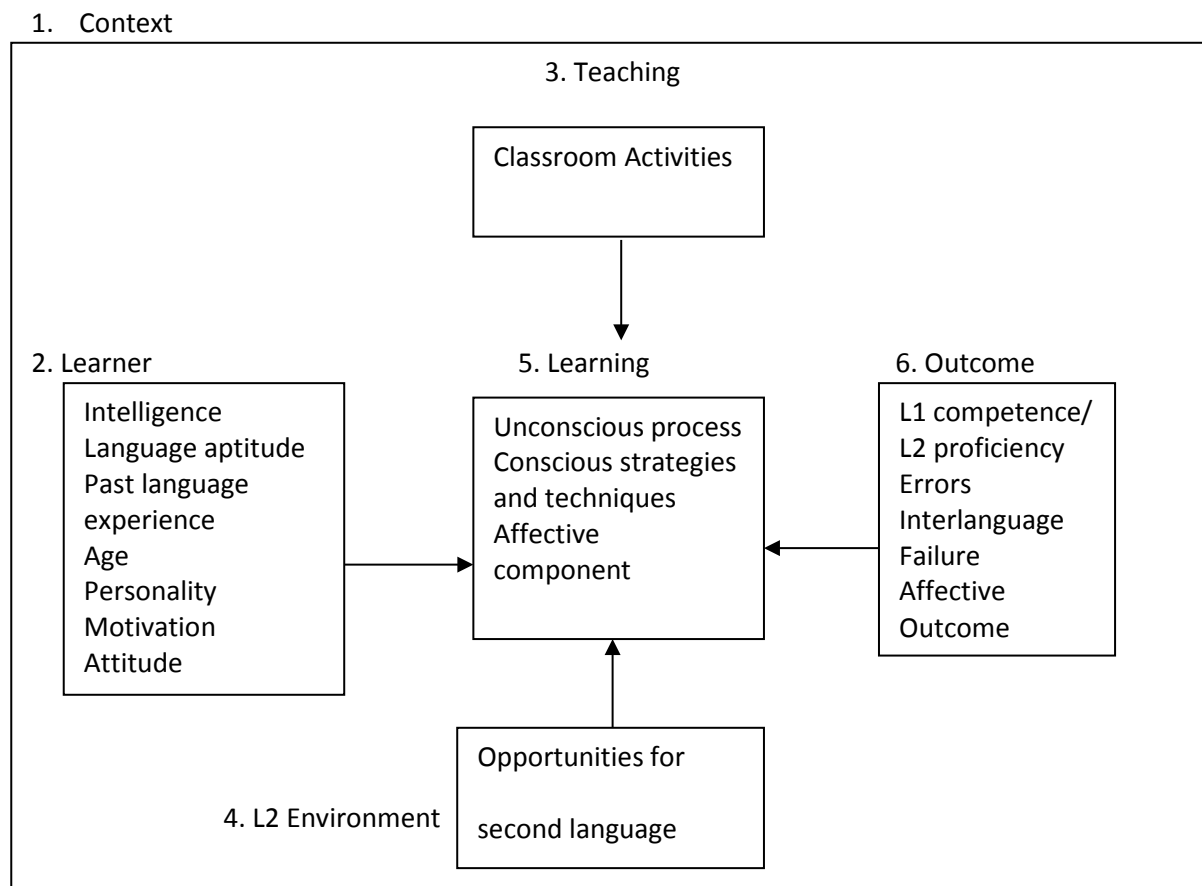 1. Context
3. Teaching
Classroom Activities
2. Learner
Intelligence
Language aptitude
Past language
experience
Age
Personality
Motivation
Attitude
5. Learning
Unconscious process
Conscious strategies
and techniques
Affective
component
6. Outcome
L1 competence/
L2 proficiency
Errors
Interlanguage
Failure
Affective
Outcome
4. L2 Environment
Opportunities for
second language